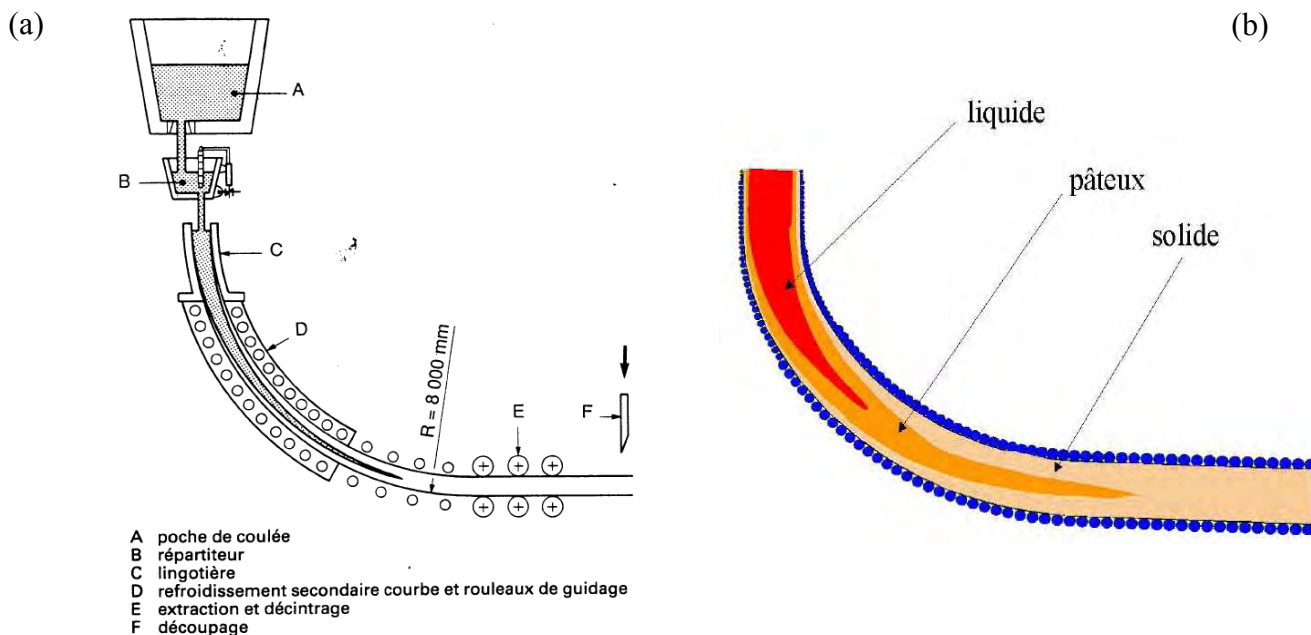 (a)
A
B
C
D
R = 8 000 mm
E
F
A poche de coulée
B répartiteur
C lingotière
D refroidissement secondaire courbe et rouleaux de guidage
E extraction et décintrage
F découpage
(b)
liquide
pâteux
solide